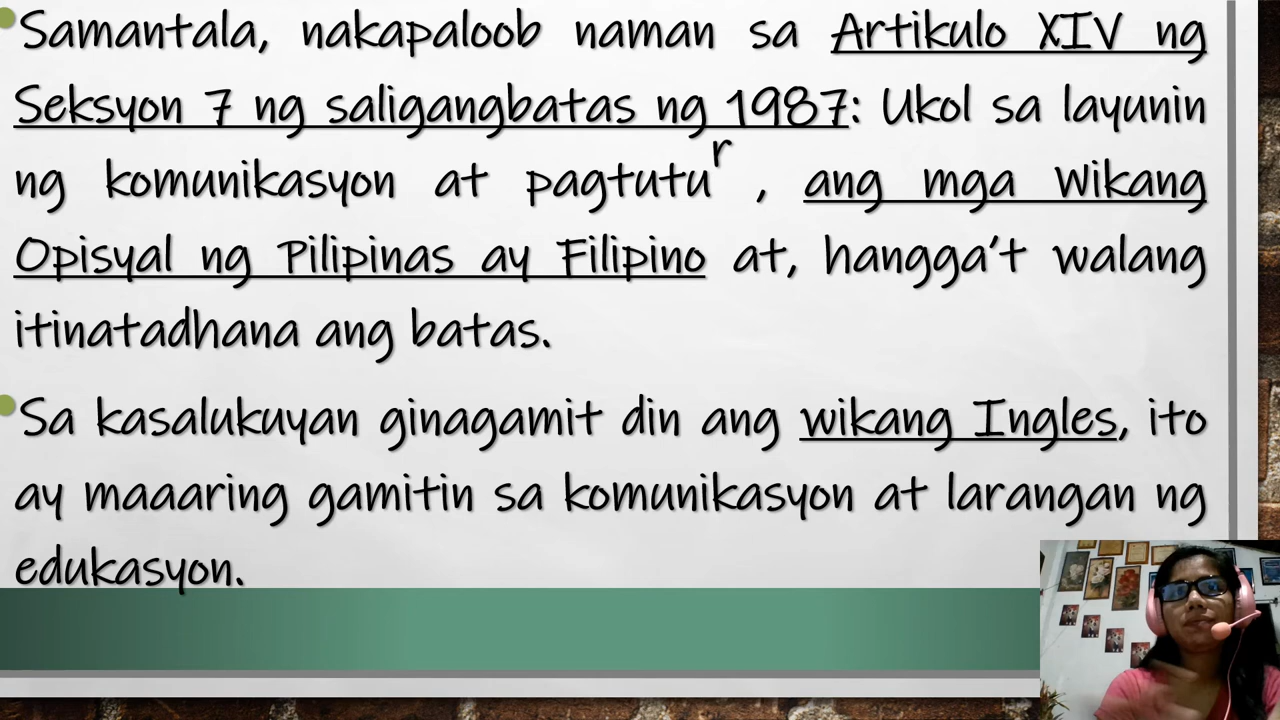 Samantala, nakapaloob naman sa Artikulo XIV ng
Seksyon 7 ng saligangbatas ng 1987: Ukol sa layunin
ng komunikasyon at pagtutur , ang mga Wikang
Opisyal ng Pilipinas ay Filipino at, hangga't walang
itinatadhana ang batas.
Sa kasalukuyan ginagamit din ang wikang Ingles, ito
ay maaaring gamitin sa komunikasyon at larangan ng
edukasyon.